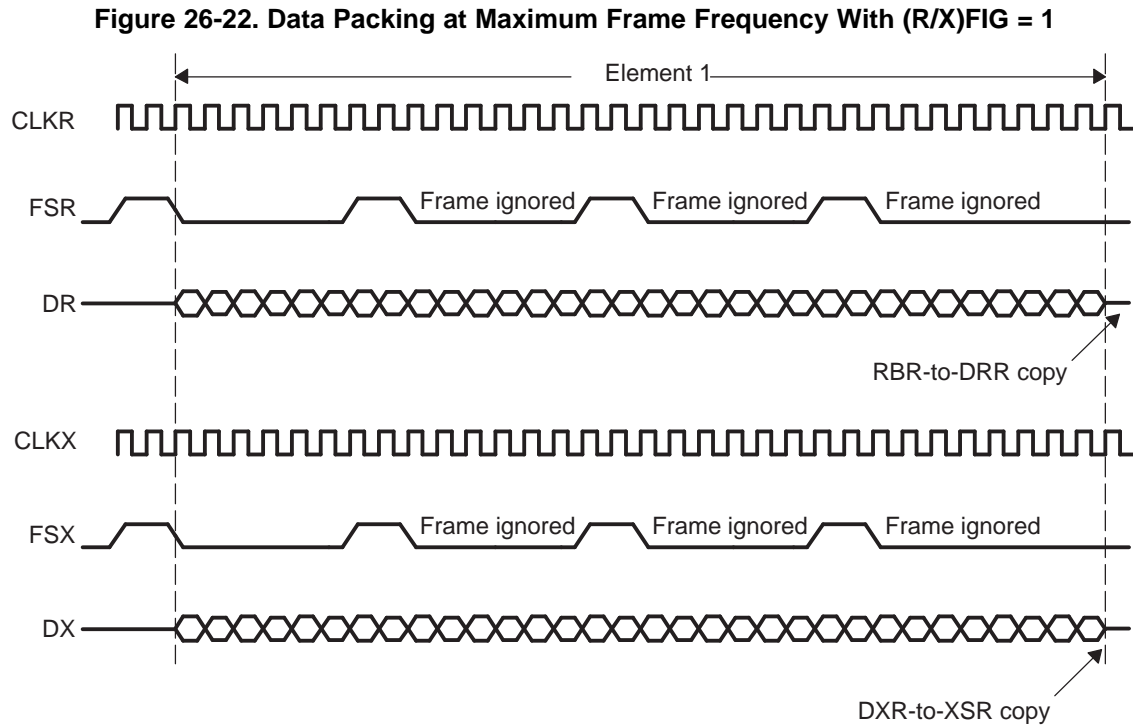 Figure 26-22. Data Packing at Maximum Frame Frequency With (R/X)FIG = 1
Element 1
CLKR
FSR
Frame ignored
Frame ignored
Frame ignored
DR
RBR-to-DRR copy
CLKX
FSX
Frame ignored
Frame ignored
Frame ignored
DX
DXR-to-XSR copy